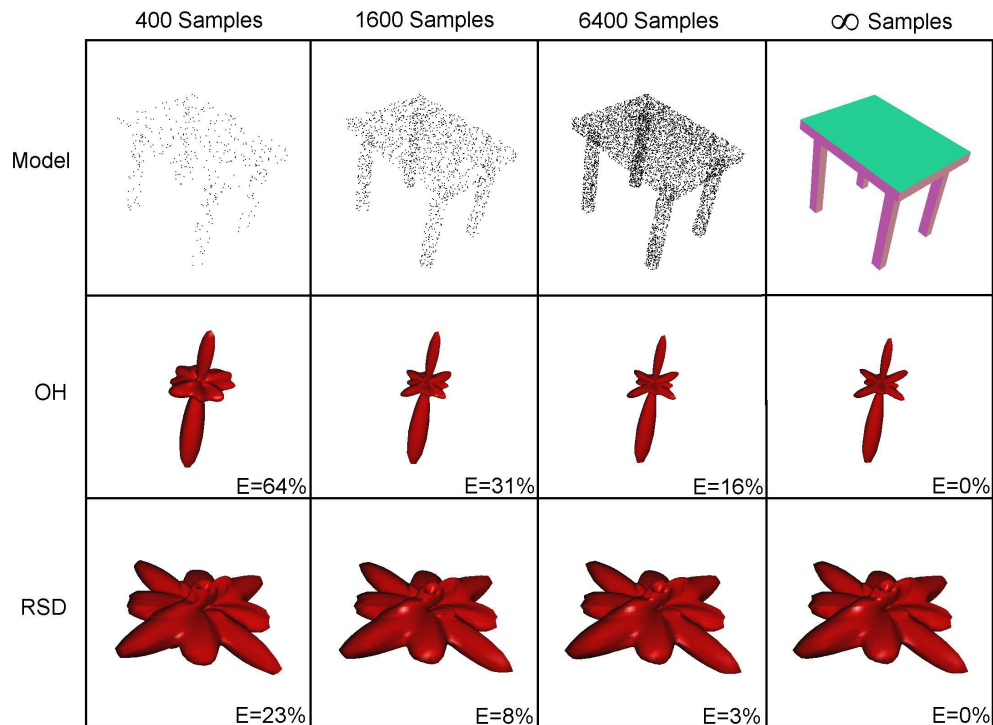 400 Samples 1600 Samples 6400 Samples ∞ Samples
Model
OH
E=64% E=31% E=16% E=0%
RSD
E=23% E=8% E=3% E=0%